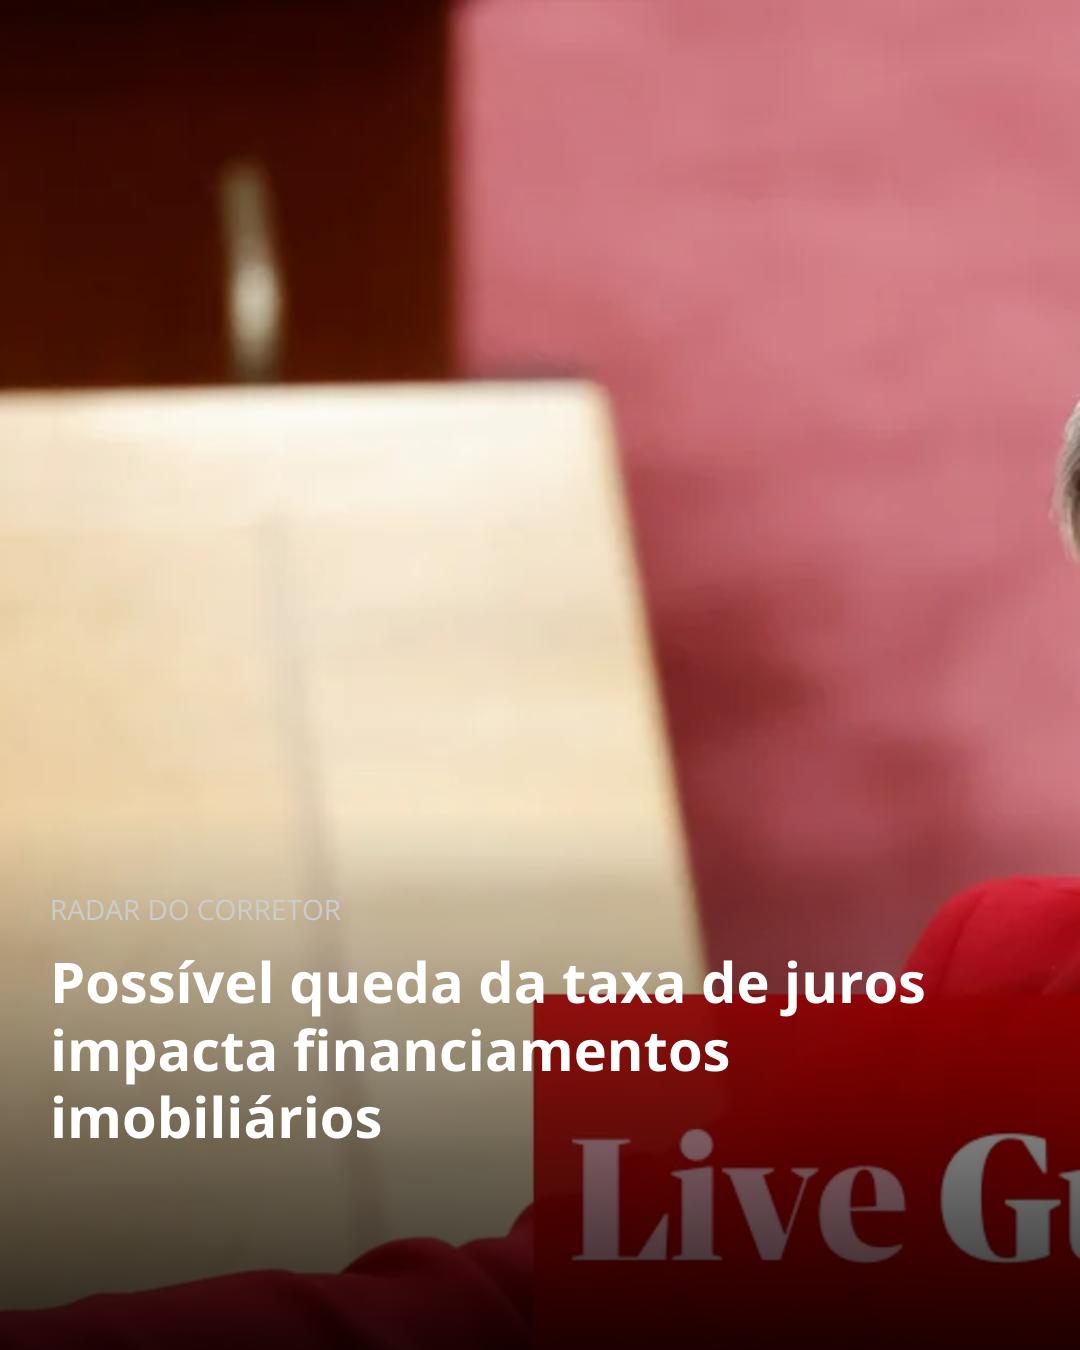 RADAR DO CORRETOR
Possível queda da taxa de juros
impacta financiamentos
imobiliários
Live